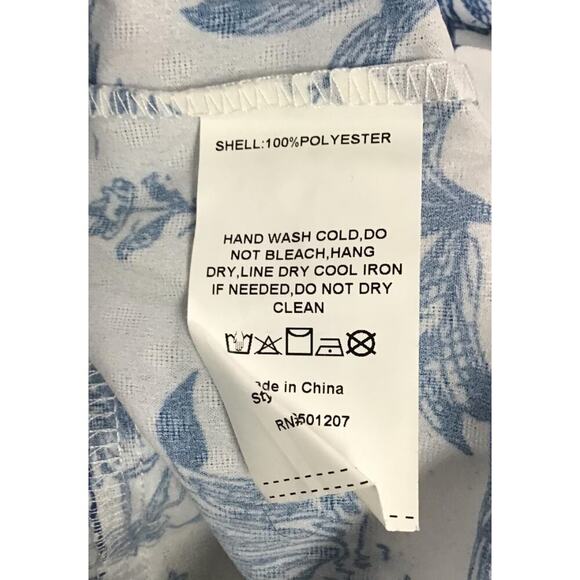 SHELL:100%POLYESTER
HAND WASH COLD,DO
NOT BLEACH,HANG
DRY,LINE DRY COOL IRON
IF NEEDED,DO NOT DRY
CLEAN
de in China
Sty
RN#501207